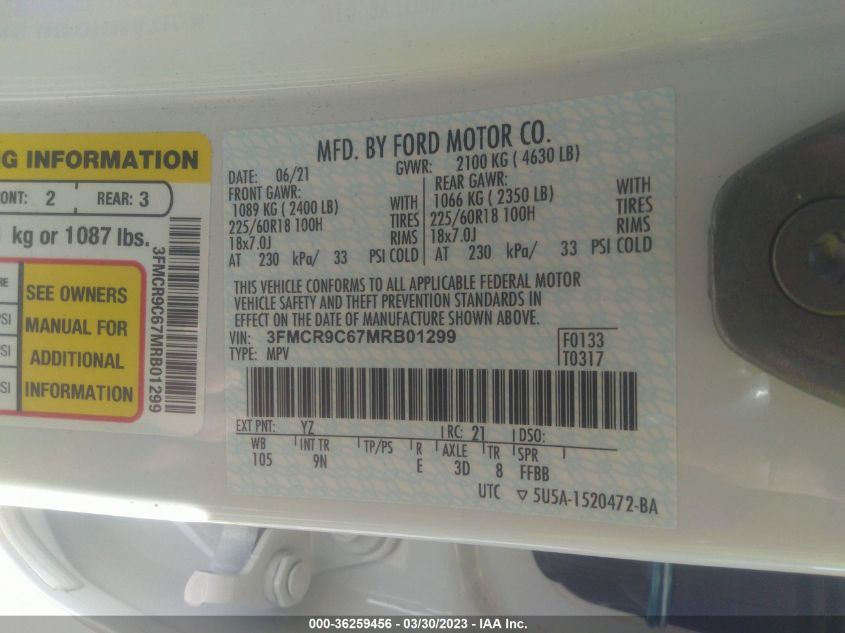 G INFORMATION
ONT: 2 REAR: 3
kg or 1087 lbs.
SEE OWNERS
MANUAL FOR
ADDITIONAL
INFORMATION
RE
PSI
SI
SI
3FMCR9C67MRB01299
MFD. BY FORD MOTOR CO.
DATE: 06/21 GVWR: 2100 KG ( 4630 LB)
FRONT GAWR: REAR GAWR:
1089 KG ( 2400 LB) WITH 1066 KG ( 2350 LB) WITH
225/60R18 100H TIRES 225/60R18 100H TIRES
18x7.0J RIMS 18x7.0J RIMS
AT 230 kPa/ 33 PSI COLD AT 230 kPa/ 33 PSI COLD
THIS VEHICLE CONFORMS TO ALL APPLICABLE FEDERAL MOTOR
VEHICLE SAFETY AND THEFT PREVENTION STANDARDS IN
EFFECT ON THE DATE OF MANUFACTURE SHOWN ABOVE.
VIN: 3FMCR9C67MRB01299 F0133
TYPE: MPV T0317
EXT PNT: YZ RC: 21 DSO:
WB INT TR TP/PS R AXLE TR SPR
105 9N E 3D 8 FFBB
UTC ▽ 5U5A-1520472-BA
000-36259456 - 03/30/2023 - IAA Inc.